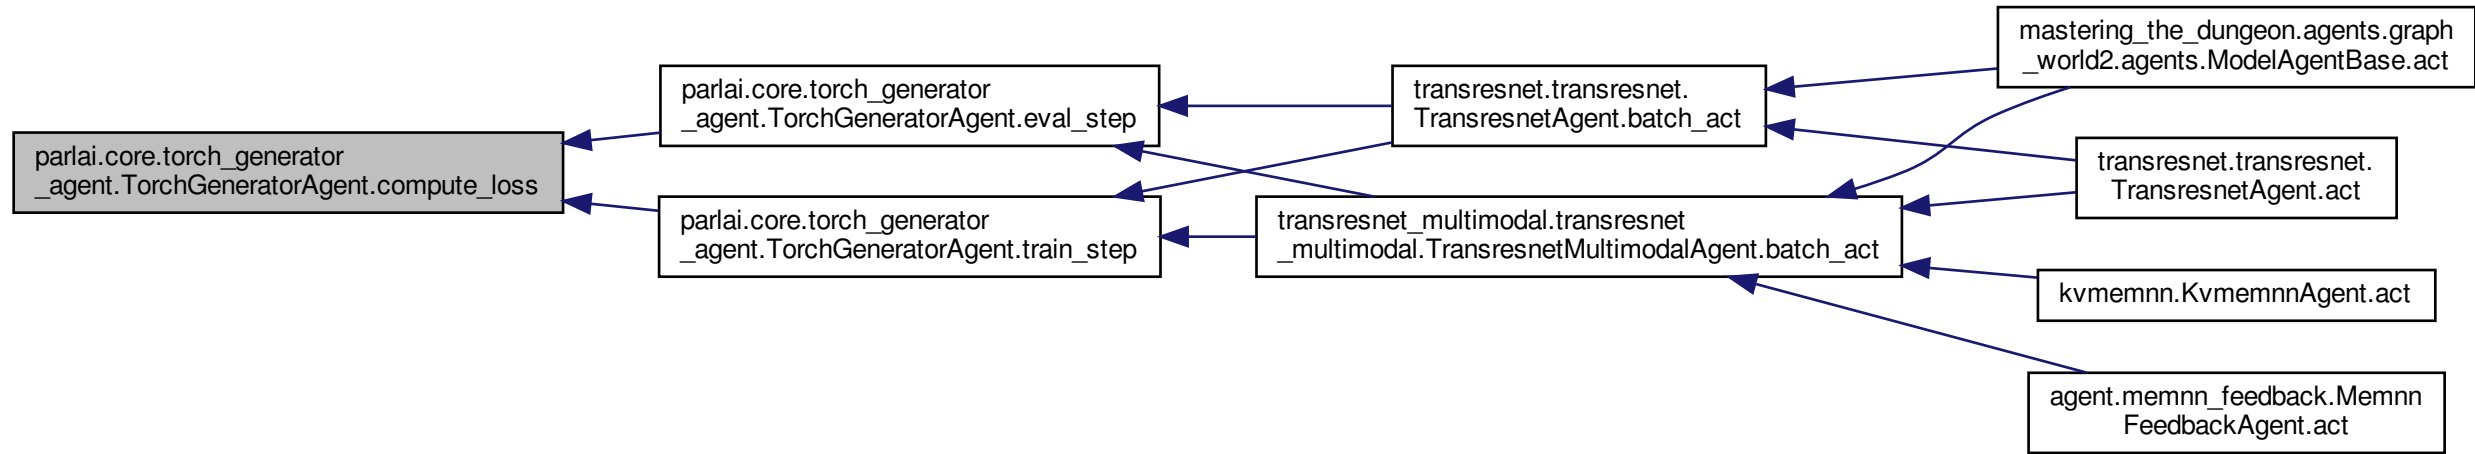 parlai.core.torch_generator
_agent.TorchGeneratorAgent.compute_loss
parlai.core.torch_generator
_agent.TorchGeneratorAgent.eval_step
parlai.core.torch_generator
_agent.TorchGeneratorAgent.train_step
transresnet.transresnet.
TransresnetAgent.batch_act
transresnet_multimodal.transresnet
_multimodal.TransresnetMultimodalAgent.batch_act
mastering_the_dungeon.agents.graph
_world2.agents.ModelAgentBase.act
transresnet.transresnet.
TransresnetAgent.act
kvmemnn.KvmemnnAgent.act
agent.memnn_feedback.Memnn
FeedbackAgent.act